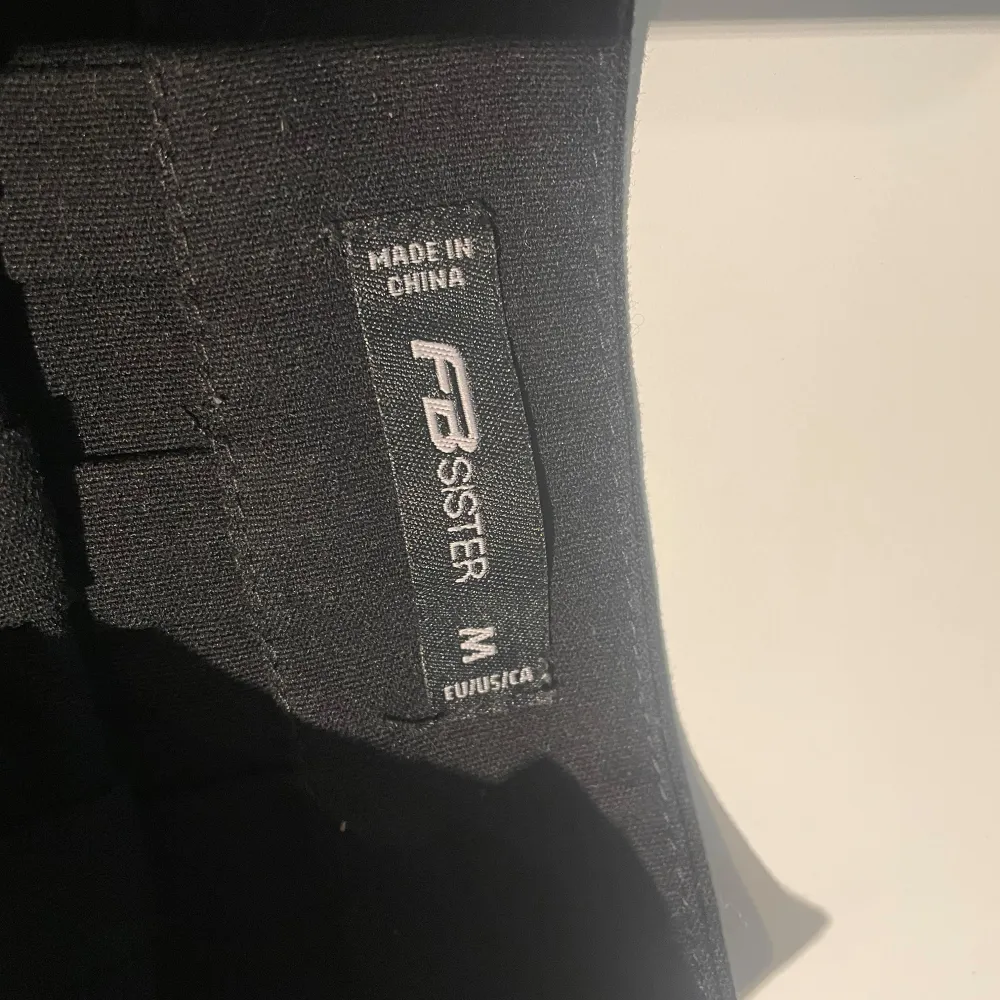 MADE IN
CHINA
FB SISTER
M
EU/US/CA